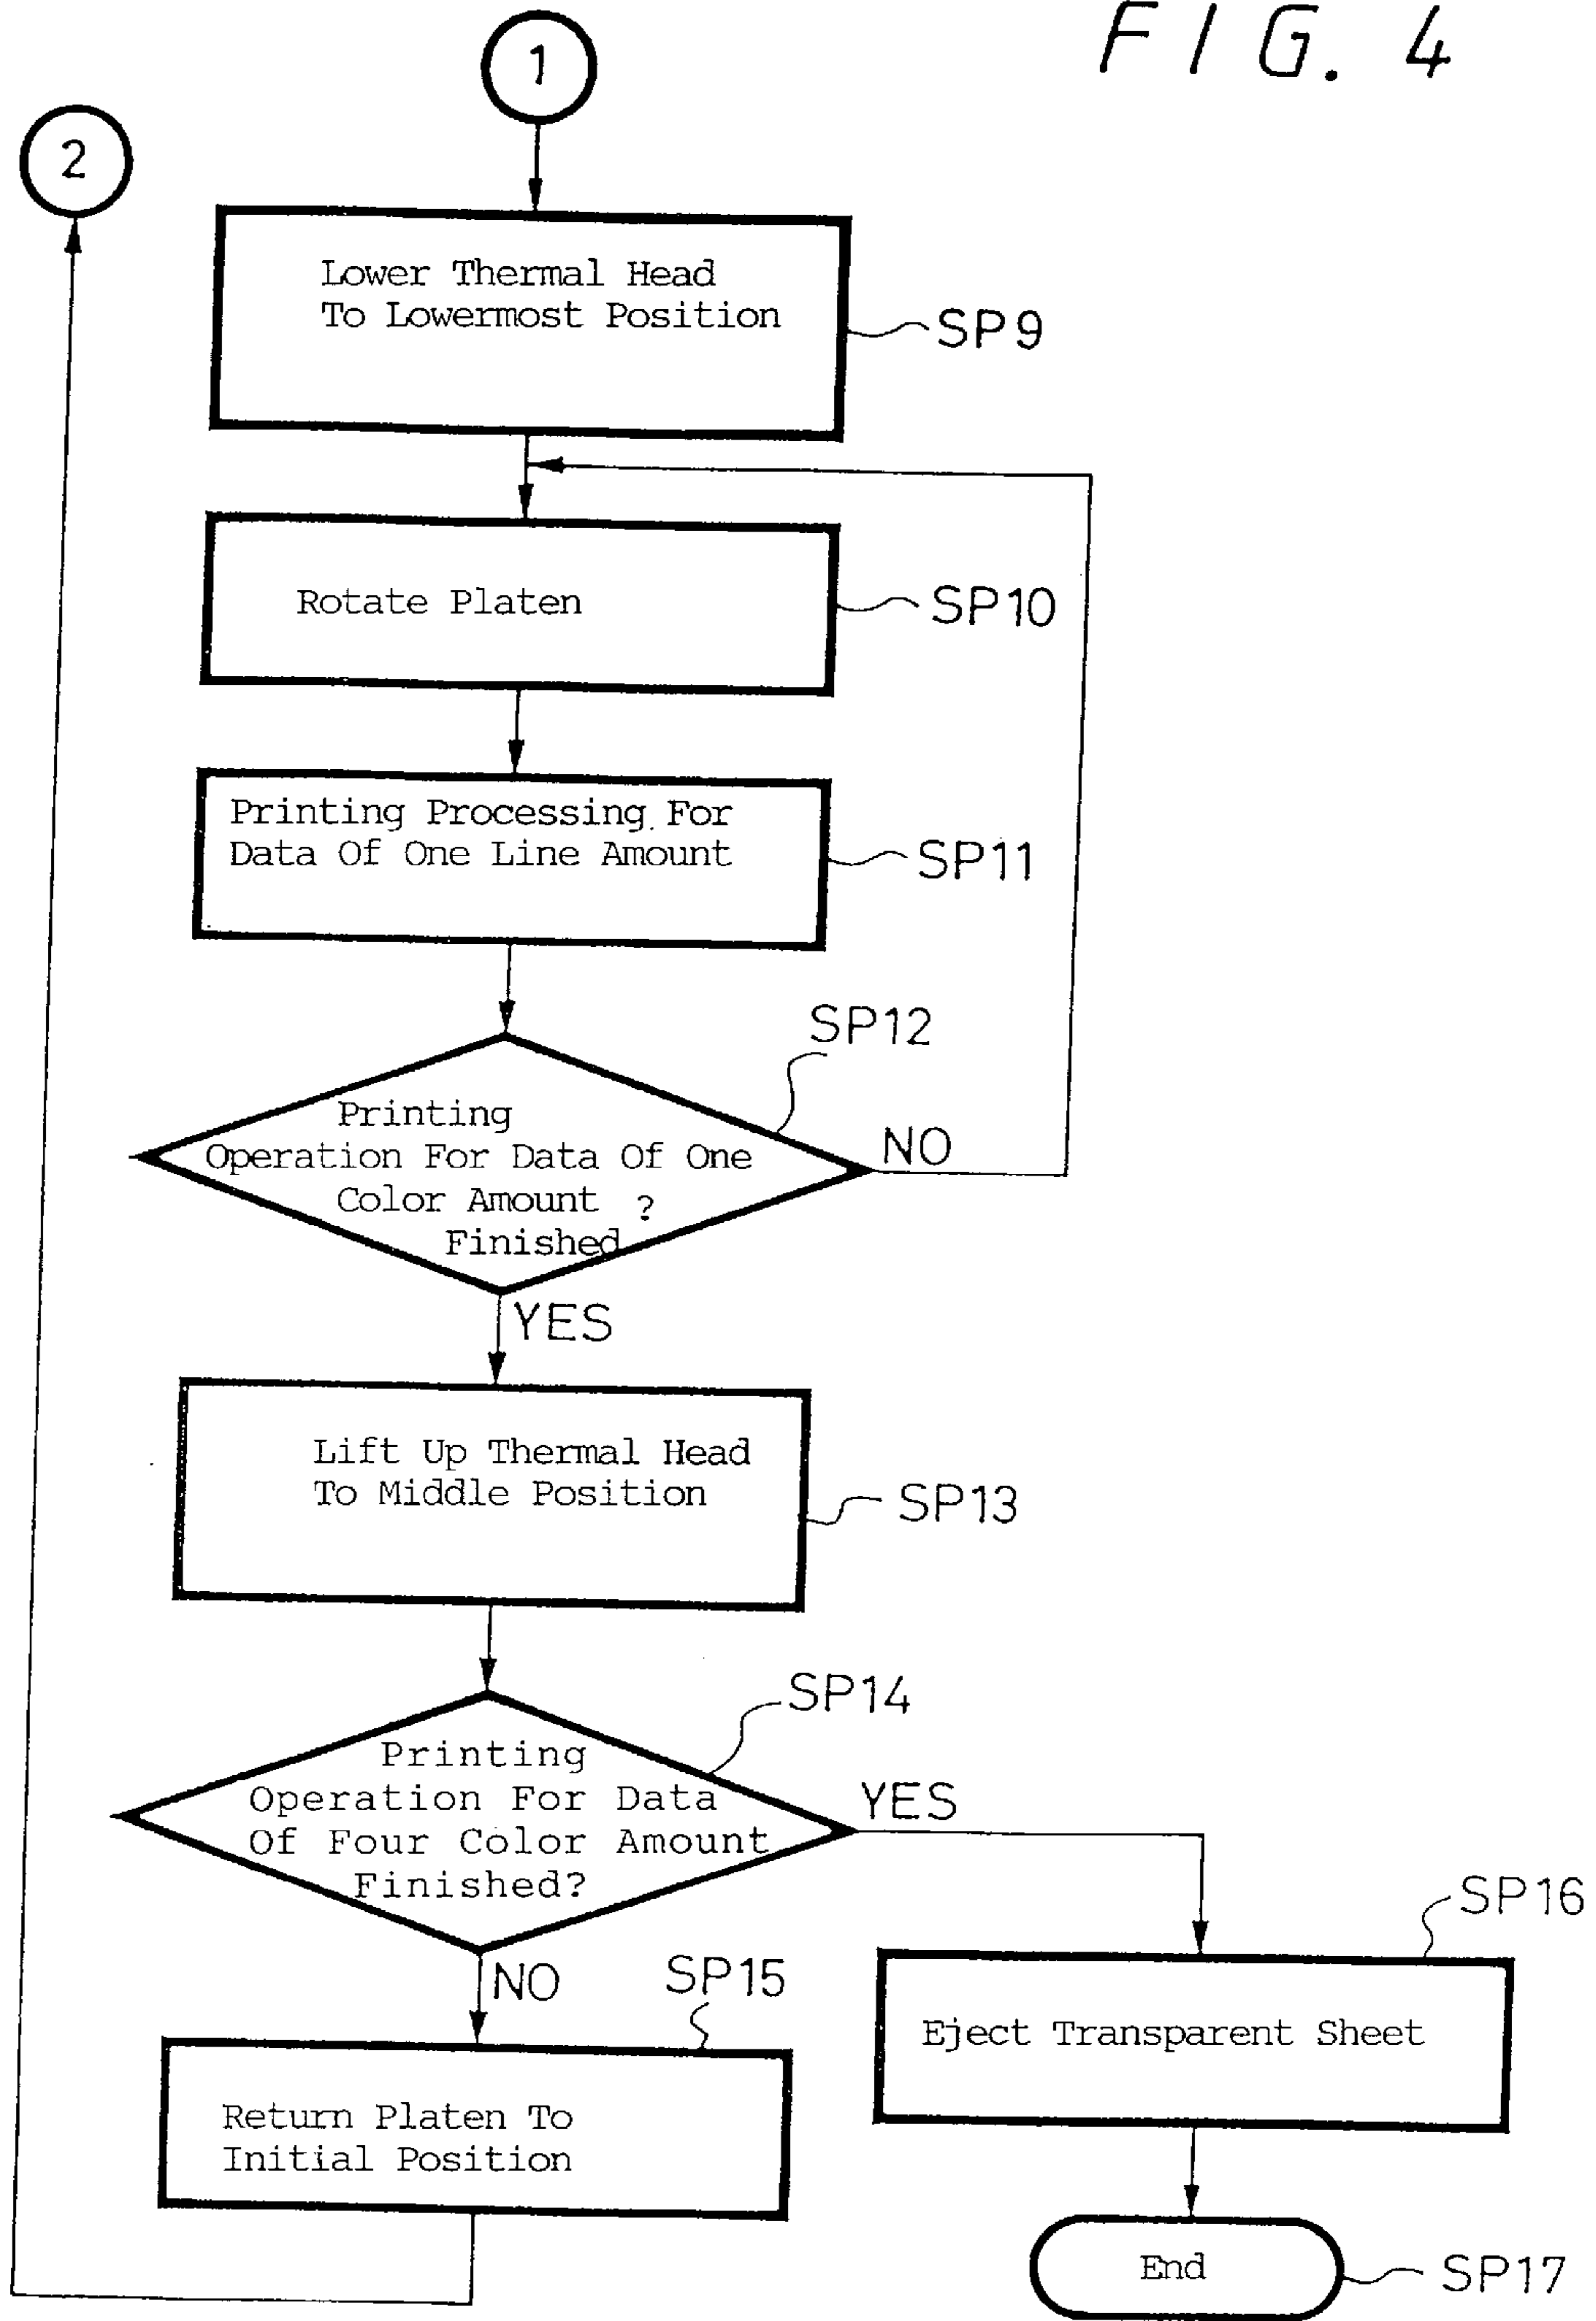 FIG. 4
1
2
Lower Thermal Head
To Lowermost Position
SP9
Rotate Platen
SP10
Printing Processing For
Data Of One Line Amount
SP11
SP12
Printing
Operation For Data Of One
Color Amount ?
Finished
NO
YES
Lift Up Thermal Head
To Middle Position
SP13
SP14
Printing
Operation For Data
Of Four Color Amount
Finished?
YES
NO
SP15
Return Platen To
Initial Position
SP16
Eject Transparent Sheet
End
SP17